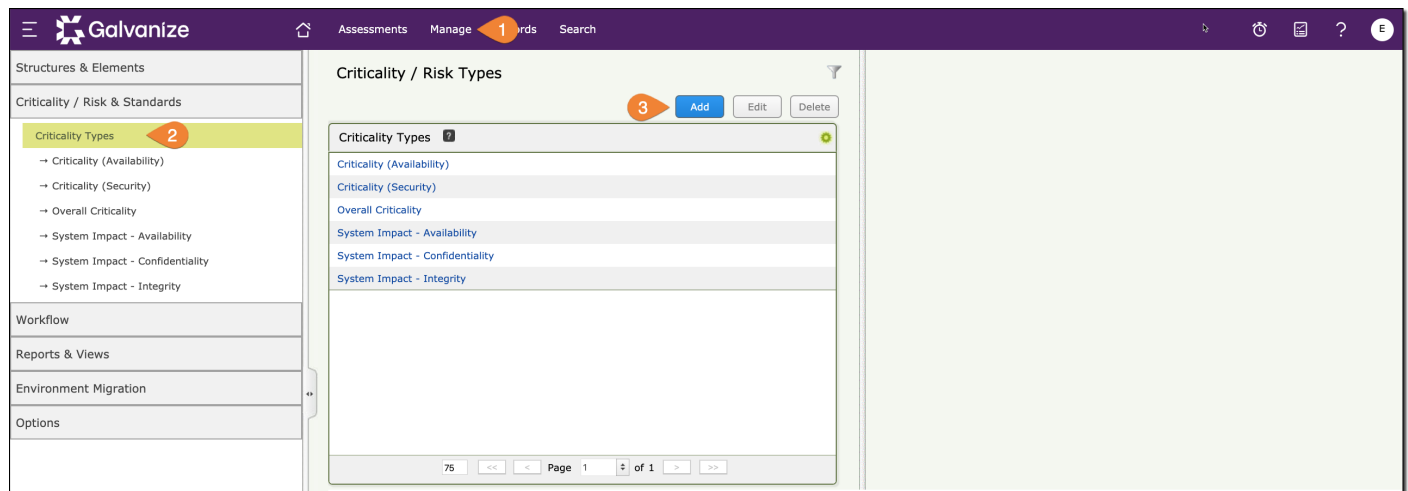 Galvanize
Assessments Manage 1 rds Search
? E
Structures & Elements
Criticality / Risk & Standards
Criticality Types 2
→ Criticality (Availability)
→ Criticality (Security)
→ Overall Criticality
→ System Impact - Availability
→ System Impact - Confidentiality
→ System Impact - Integrity
Workflow
Reports & Views
Environment Migration
Options
Criticality / Risk Types
3 Add Edit Delete
Criticality Types ?
Criticality (Availability)
Criticality (Security)
Overall Criticality
System Impact - Availability
System Impact - Confidentiality
System Impact - Integrity
75 << < Page 1 of 1 > >>